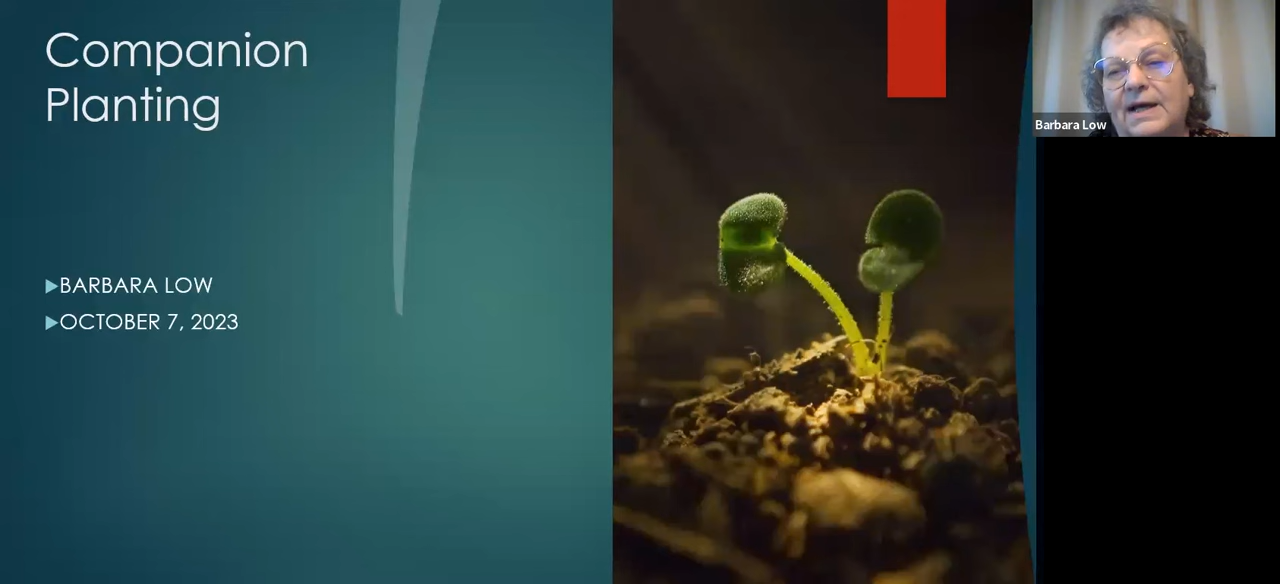 Companion
Planting
BARBARA LOW
OCTOBER 7, 2023
Barbara Low